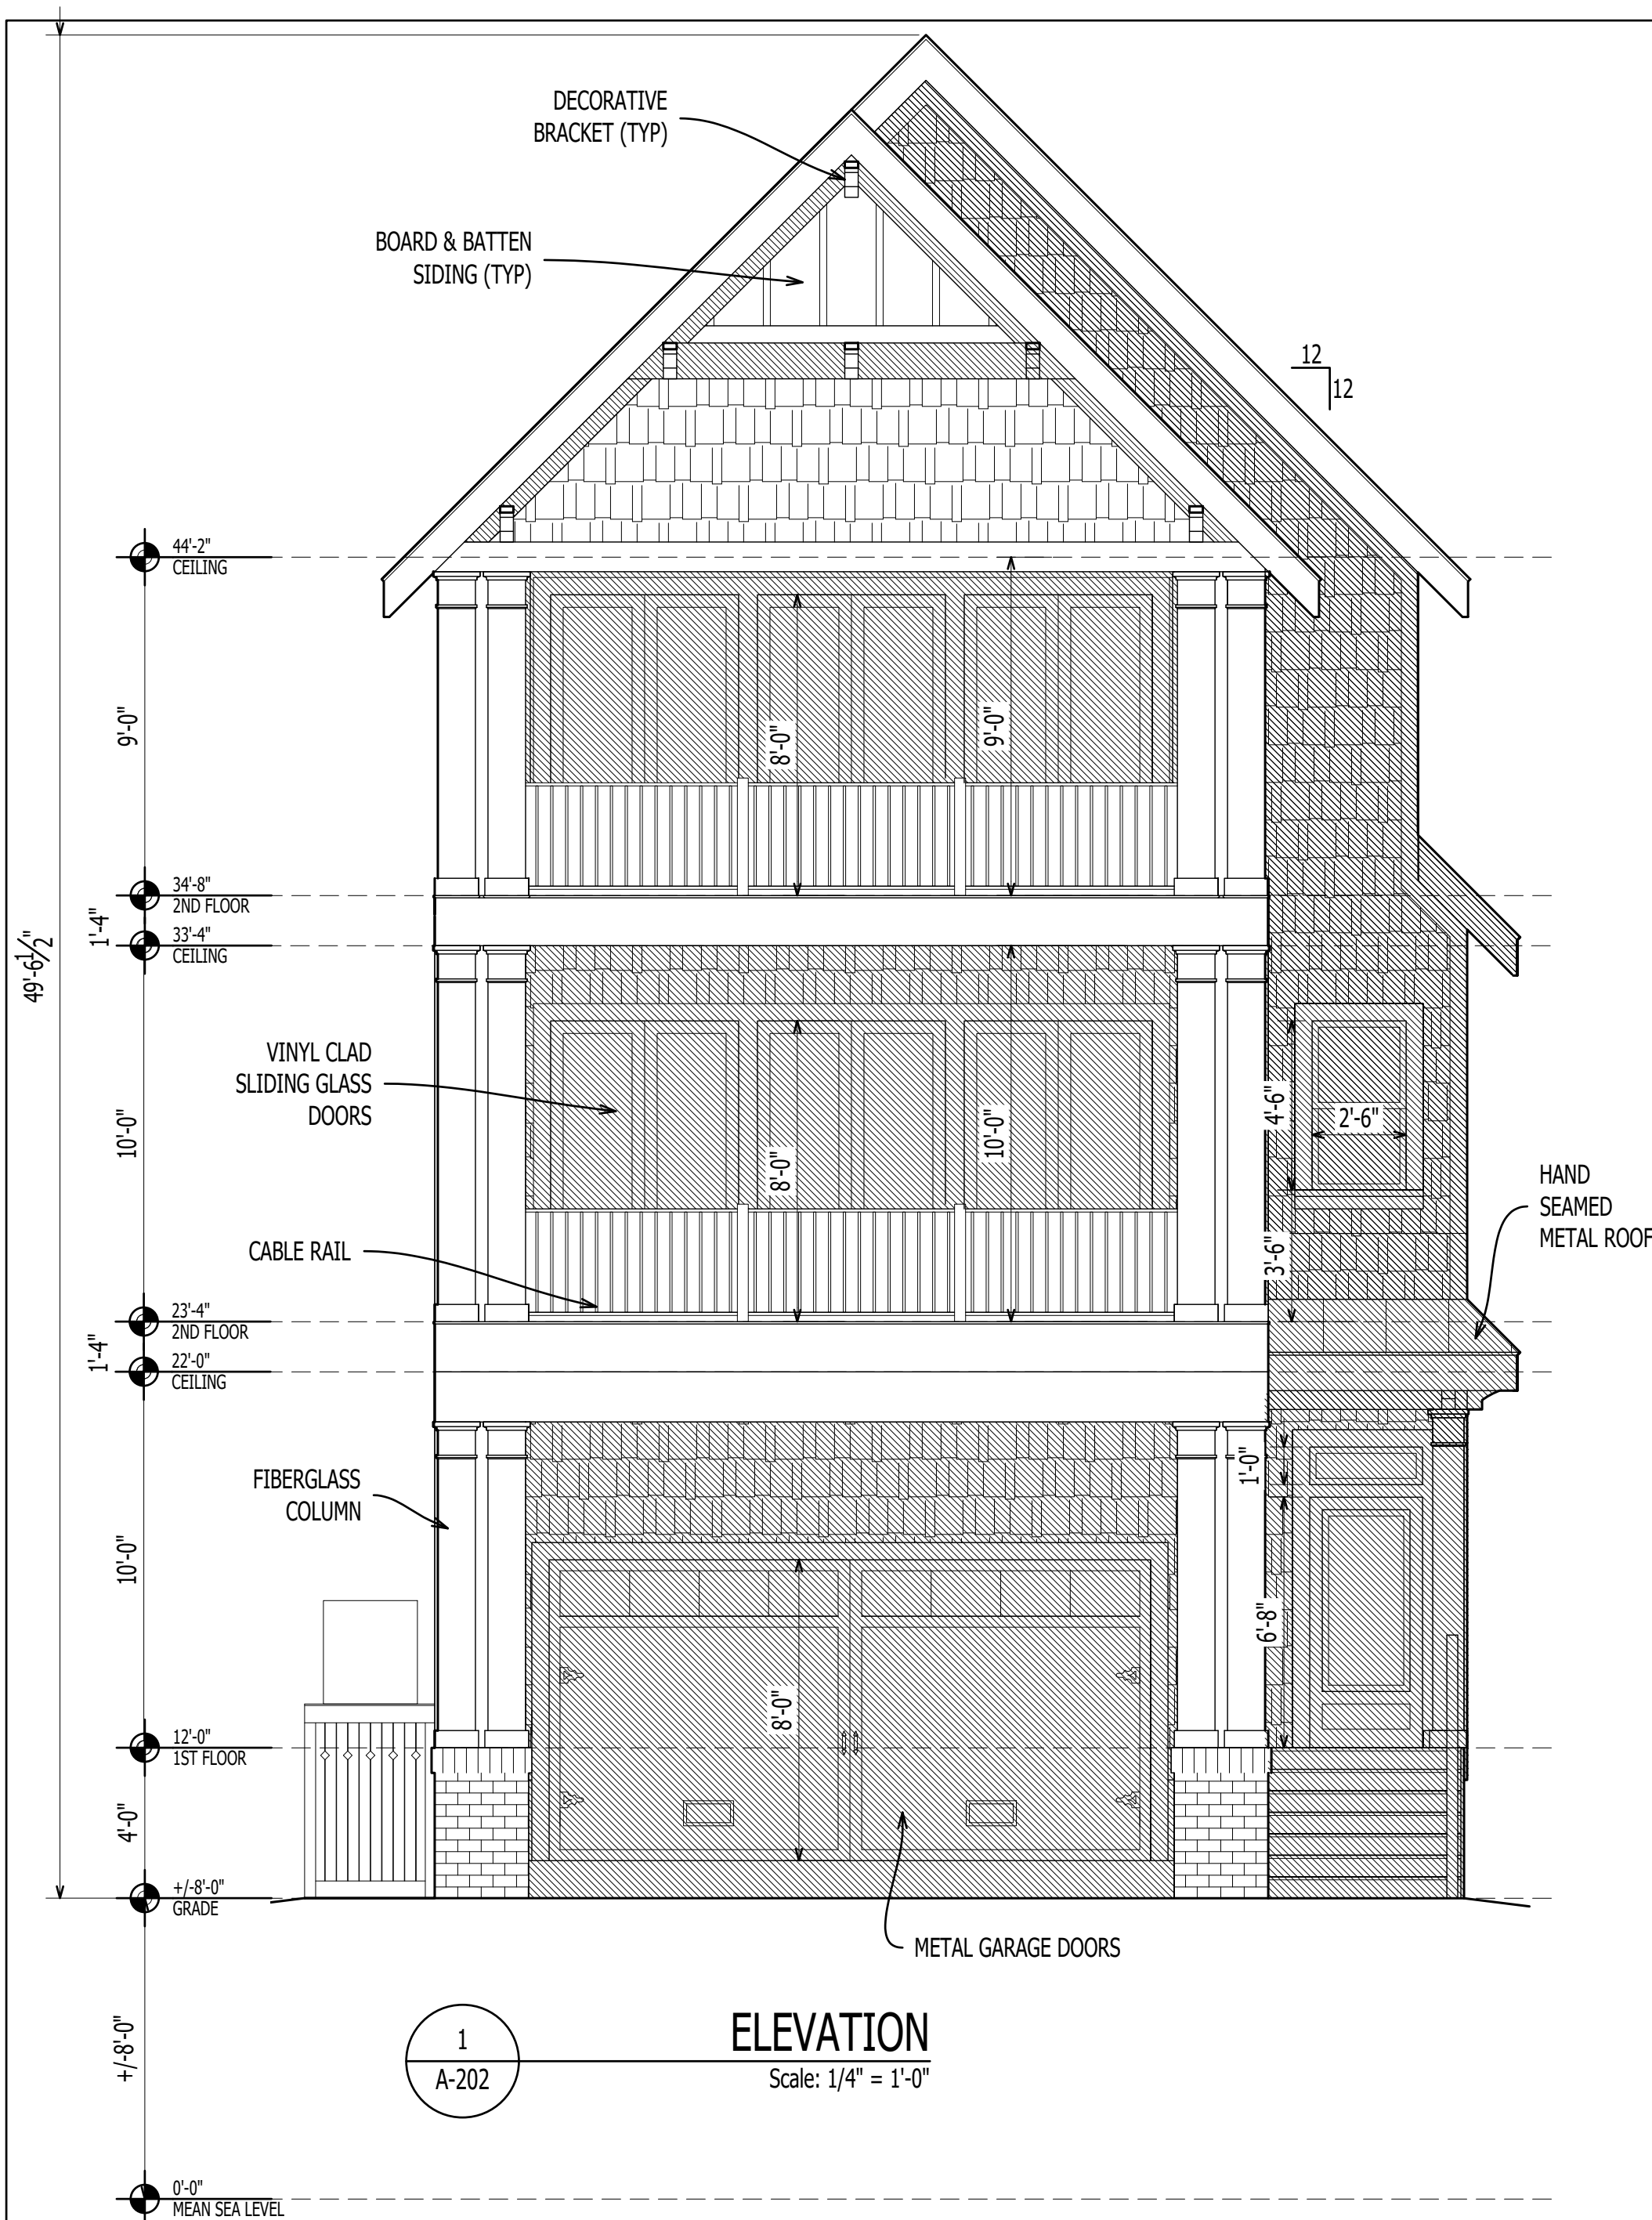 DECORATIVE
BRACKET (TYP)
BOARD & BATTEN
SIDING (TYP)
12
12
44'-2"
CEILING
9'-0"
8'-0"
9'-0"
34'-8"
2ND FLOOR
1'-4"
33'-4"
CEILING
49'-6 1/2"
VINYL CLAD
SLIDING GLASS
DOORS
10'-0"
8'-0"
10'-0"
4'-6"
2'-6"
HAND
SEAMED
METAL ROOF
CABLE RAIL
3'-6"
23'-4"
2ND FLOOR
1'-4"
22'-0"
CEILING
FIBERGLASS
COLUMN
1'-0"
10'-0"
6'-8"
8'-0"
12'-0"
1ST FLOOR
4'-0"
+/-8'-0"
GRADE
METAL GARAGE DOORS
+/-8'-0"
1
A-202
ELEVATION
Scale: 1/4" = 1'-0"
0'-0"
MEAN SEA LEVEL